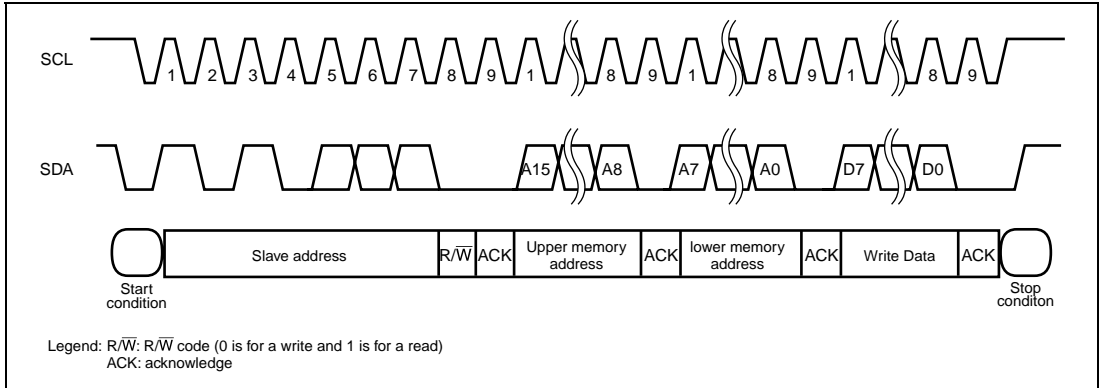 SCL
1 2 3 4 5 6 7 8 9 1 8 9 1 8 9 1 8 9
SDA
A15 A8 A7 A0 D7 D0
Slave address
R/W̅
ACK
Upper memory
address
ACK
lower memory
address
ACK
Write Data
ACK
Start
condition
Stop
conditon
Legend: R/W̅: R/W̅ code (0 is for a write and 1 is for a read)
ACK: acknowledge